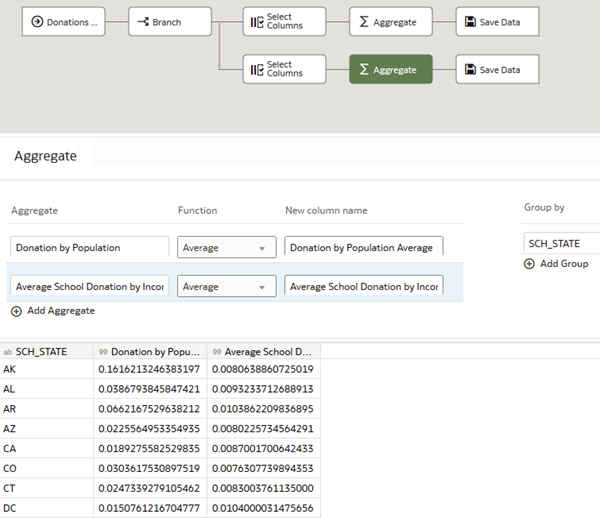 Donations ...
Branch
Select Columns
Aggregate
Save Data
Select Columns
Aggregate
Save Data
Aggregate
Aggregate Function New column name Group by
Donation by Population Average Donation by Population Average SCH_STATE
Add Group
Average School Donation by Incor Average Average School Donation by Incor
Add Aggregate
ab SCH_STATE 99 Donation by Popu... 99 Average School D...
AK 0.1616213246383197 0.0080638860725019
AL 0.0386793845847421 0.0093233712688913
AR 0.0662167529638212 0.0103862209836895
AZ 0.0225564953354935 0.0080225734564291
CA 0.0189275582529835 0.0087001700642433
CO 0.0303617530897519 0.0076307739894353
CT 0.0247339279105462 0.0083003761135000
DC 0.0150761216704777 0.0104000031475656